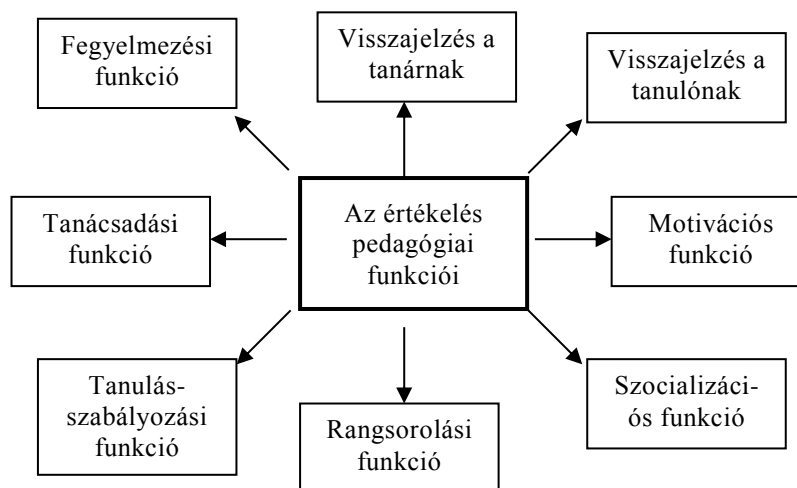 Fegyelmezési
funkció
Visszajelzés a
tanárnak
Visszajelzés a
tanulónak
Tanácsadási
funkció
Az értékelés
pedagógiai
funkciói
Motivációs
funkció
Tanulás-
szabályozási
funkció
Rangsorolási
funkció
Szocializáci-
ós funkció